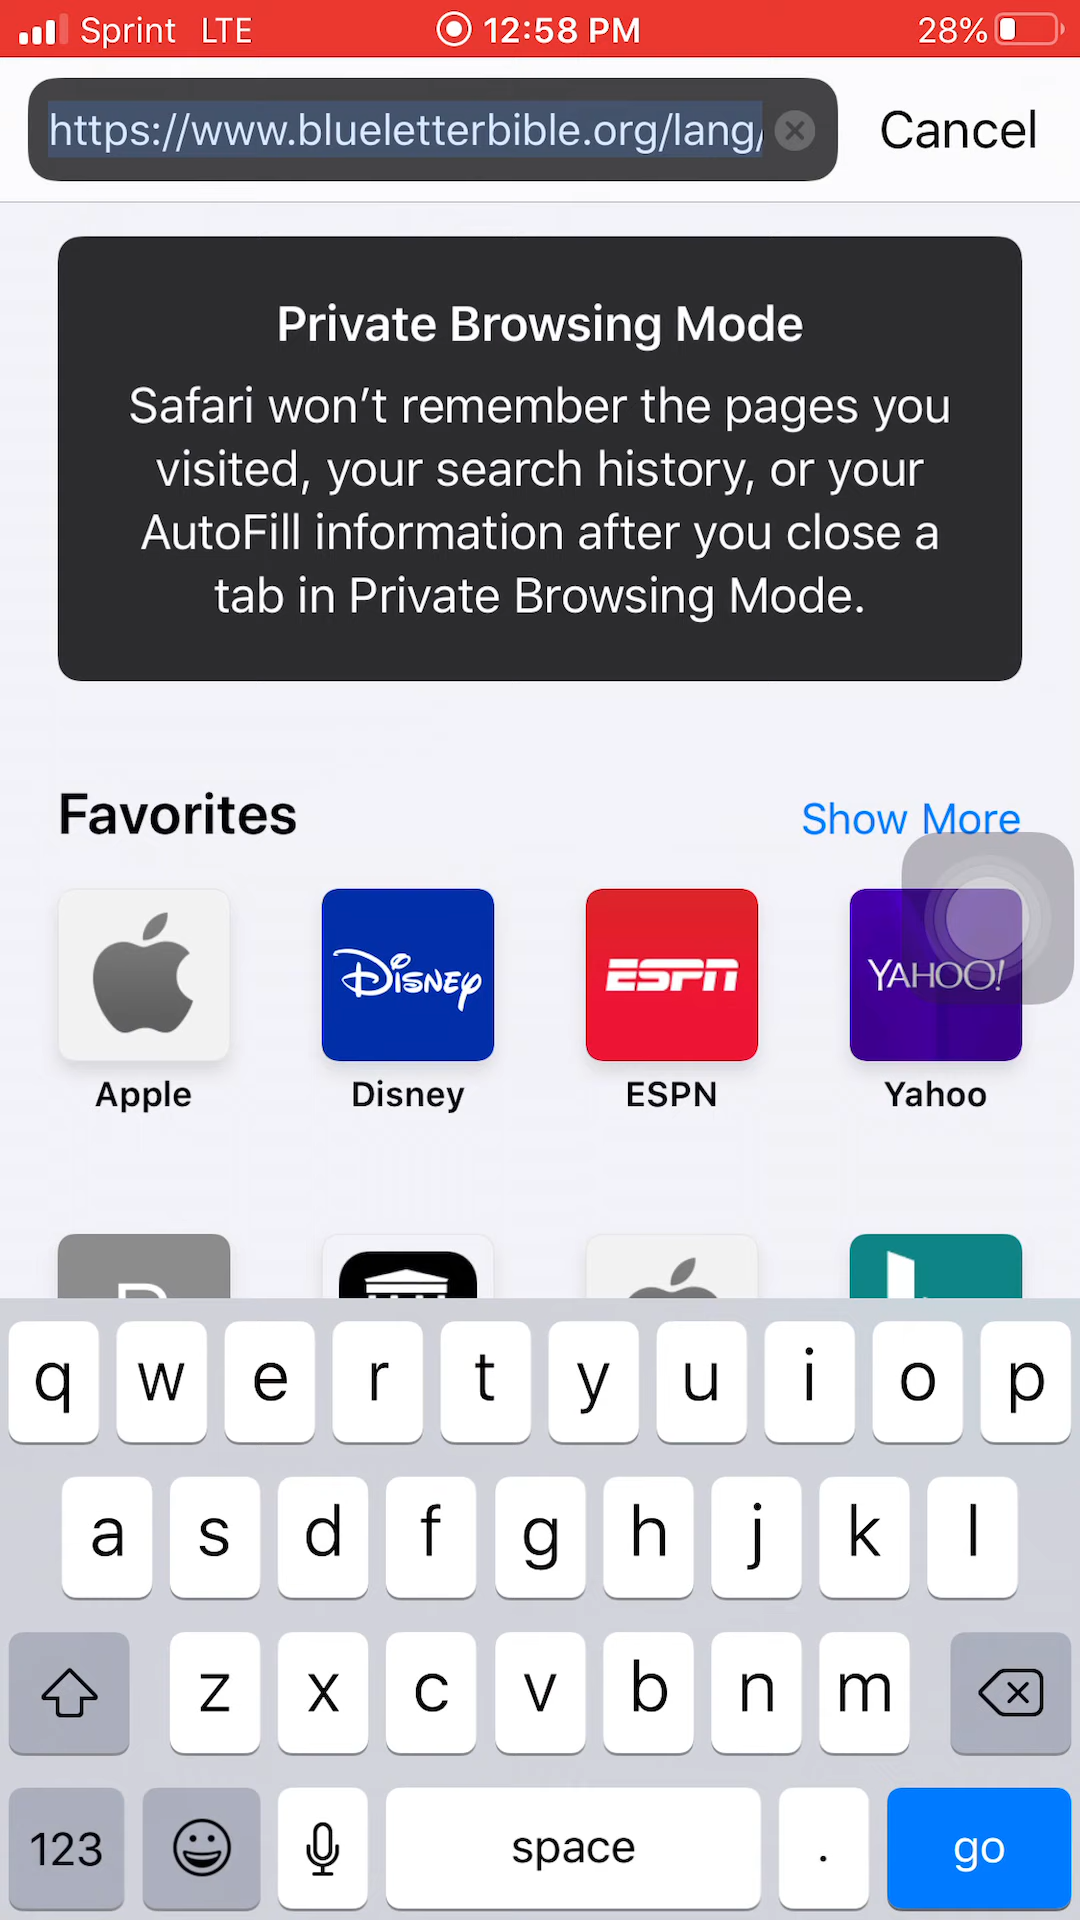 Sprint LTE 12:58 PM 28%
https://www.blueletterbible.org/lang/ Cancel
Private Browsing Mode
Safari won’t remember the pages you
visited, your search history, or your
AutoFill information after you close a
tab in Private Browsing Mode.
Favorites Show More
Disney ESPN YAHOO!
Apple Disney ESPN Yahoo
q w e r t y u i o p
a s d f g h j k l
z x c v b n m
123 space . go